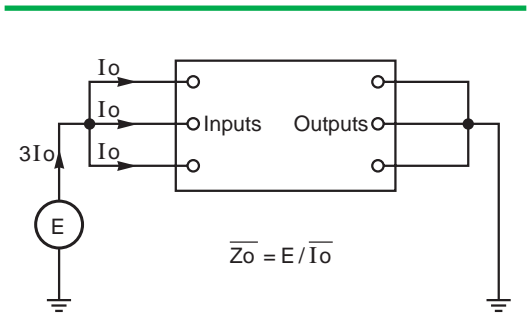 Io
Io
Inputs Outputs
3Io Io
E
Zo = E / Io